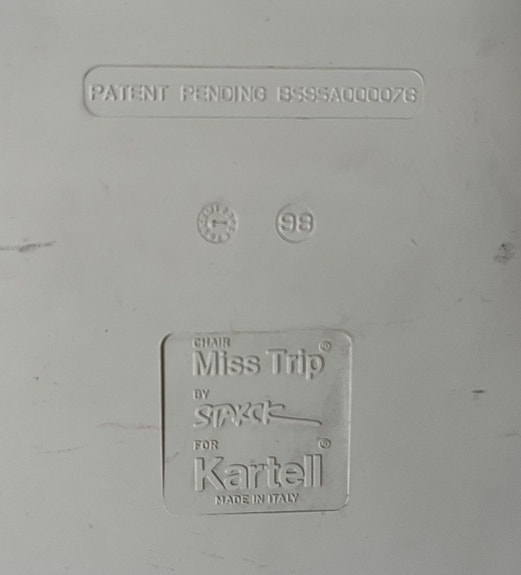 PATENT PENDING BS95A000076
98
CHAIR
Miss Trip®
BY
STARCK
FOR
Kartell®
MADE IN ITALY